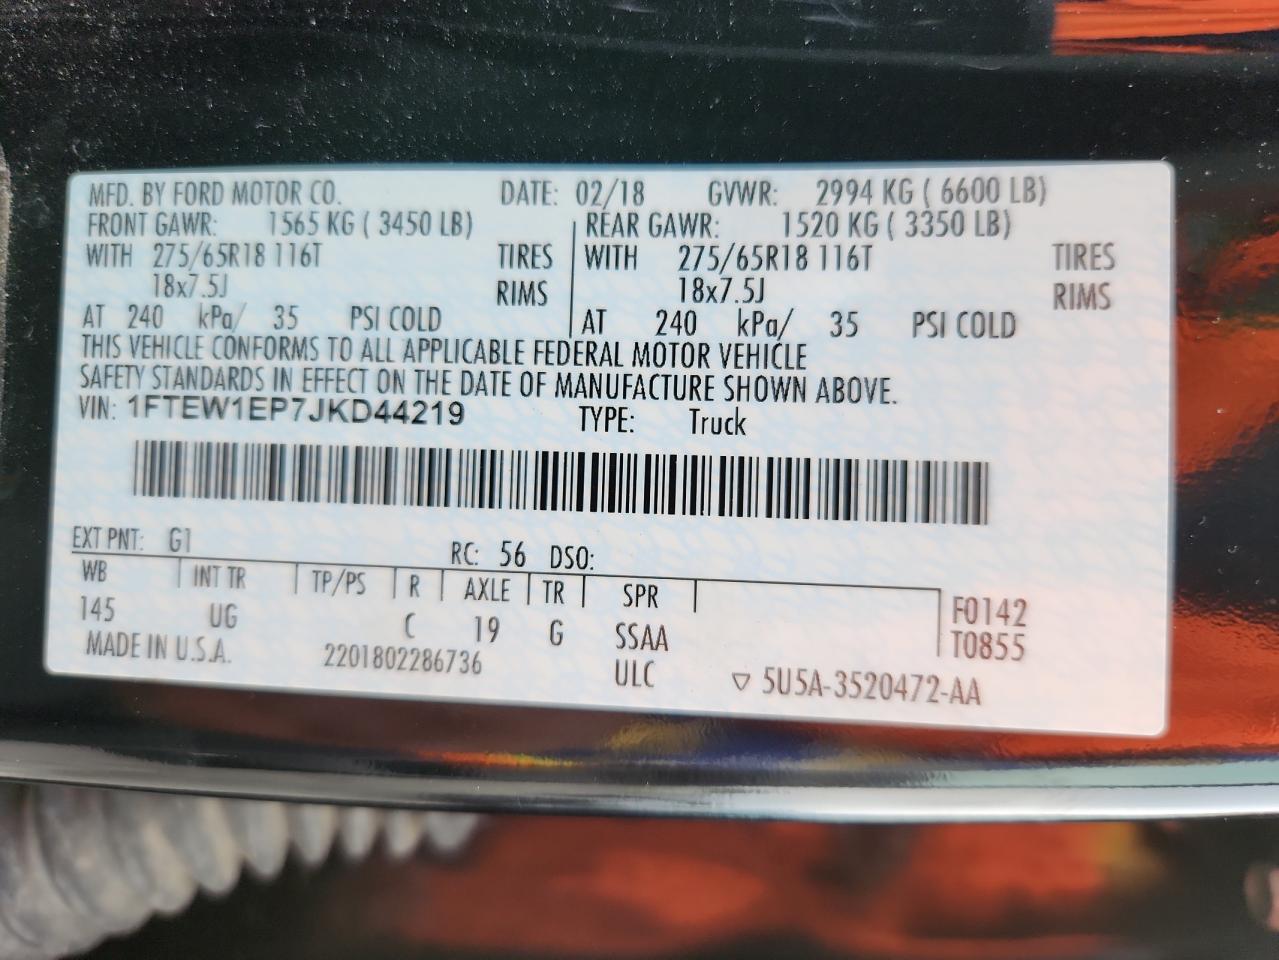 MFD. BY FORD MOTOR CO. DATE: 02/18 GVWR: 2994 KG ( 6600 LB)
FRONT GAWR: 1565 KG ( 3450 LB) REAR GAWR: 1520 KG ( 3350 LB)
WITH 275/65R18 116T TIRES WITH 275/65R18 116T TIRES
18x7.5J RIMS 18x7.5J RIMS
AT 240 kPa/ 35 PSI COLD AT 240 kPa/ 35 PSI COLD
THIS VEHICLE CONFORMS TO ALL APPLICABLE FEDERAL MOTOR VEHICLE
SAFETY STANDARDS IN EFFECT ON THE DATE OF MANUFACTURE SHOWN ABOVE.
VIN: 1FTEW1EP7JKD44219 TYPE: Truck
EXT PNT: G1 RC: 56 DSO:
WB INT TR TP/PS R AXLE TR SPR F0142
145 UG C 19 G SSAA T0855
MADE IN U.S.A. 2201802286736 ULC ▽ 5U5A-3520472-AA